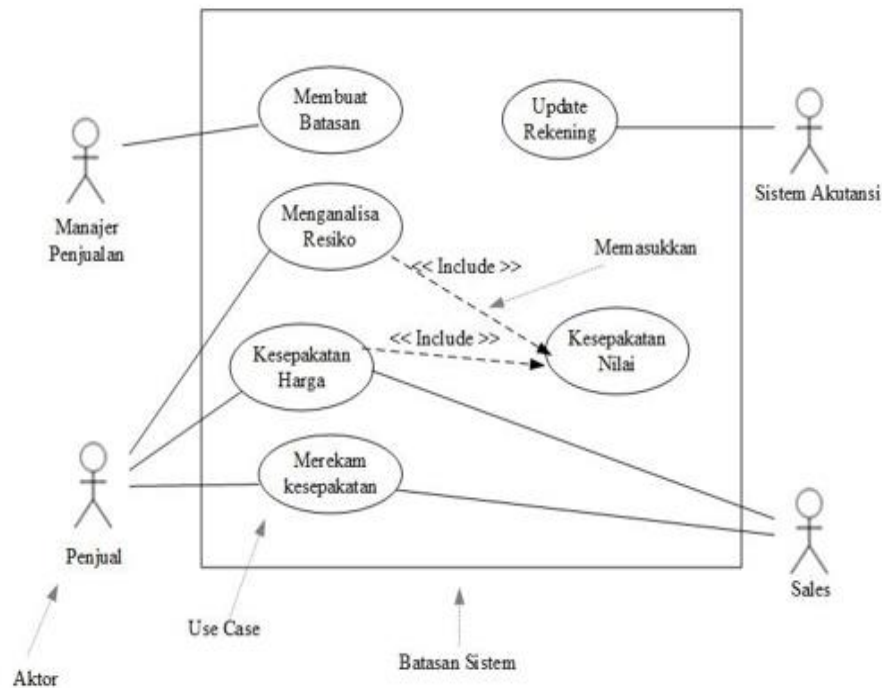 Membuat
Batasan
Update
Rekening
Manajer
Penjualan
Sistem Akutansi
Menganalisa
Resiko
<< Include >>
Memasukkan
<< Include >>
Kesepakatan
Harga
Kesepakatan
Nilai
Merekam
kesepakatan
Penjual
Sales
Use Case
Batasan Sistem
Aktor